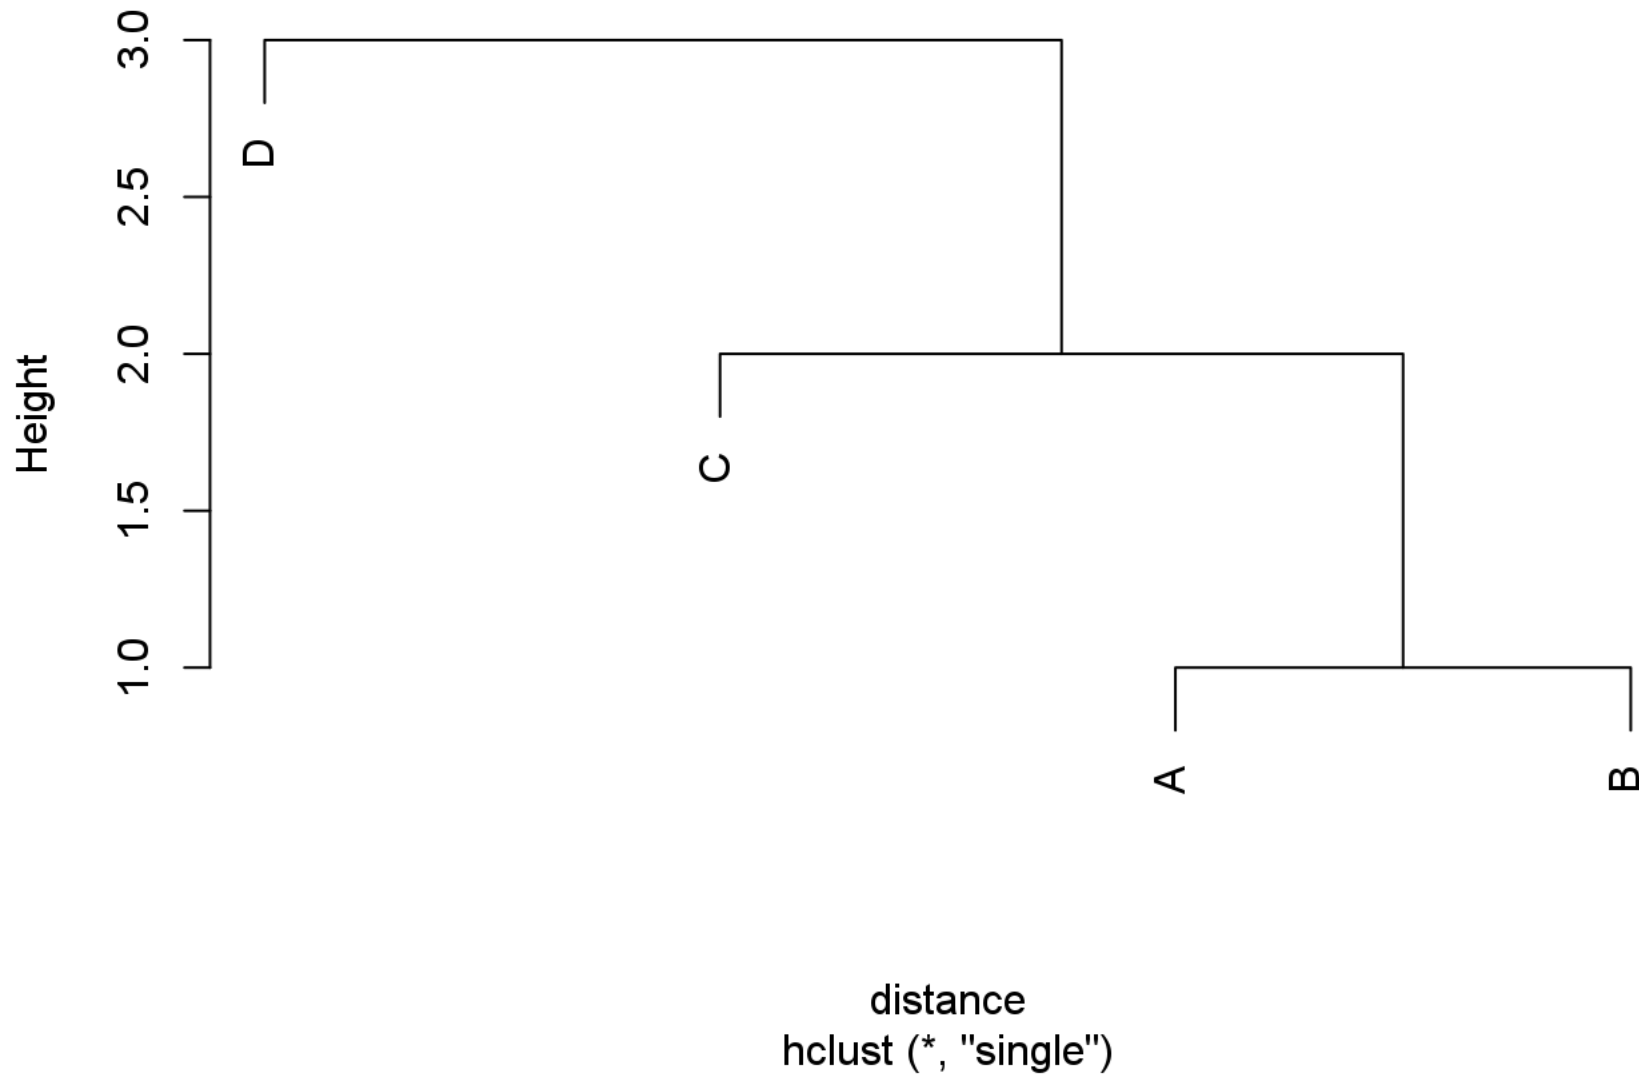 Height
3.0
2.5
2.0
1.5
1.0
D
C
A
B
distance
hclust (*, "single")